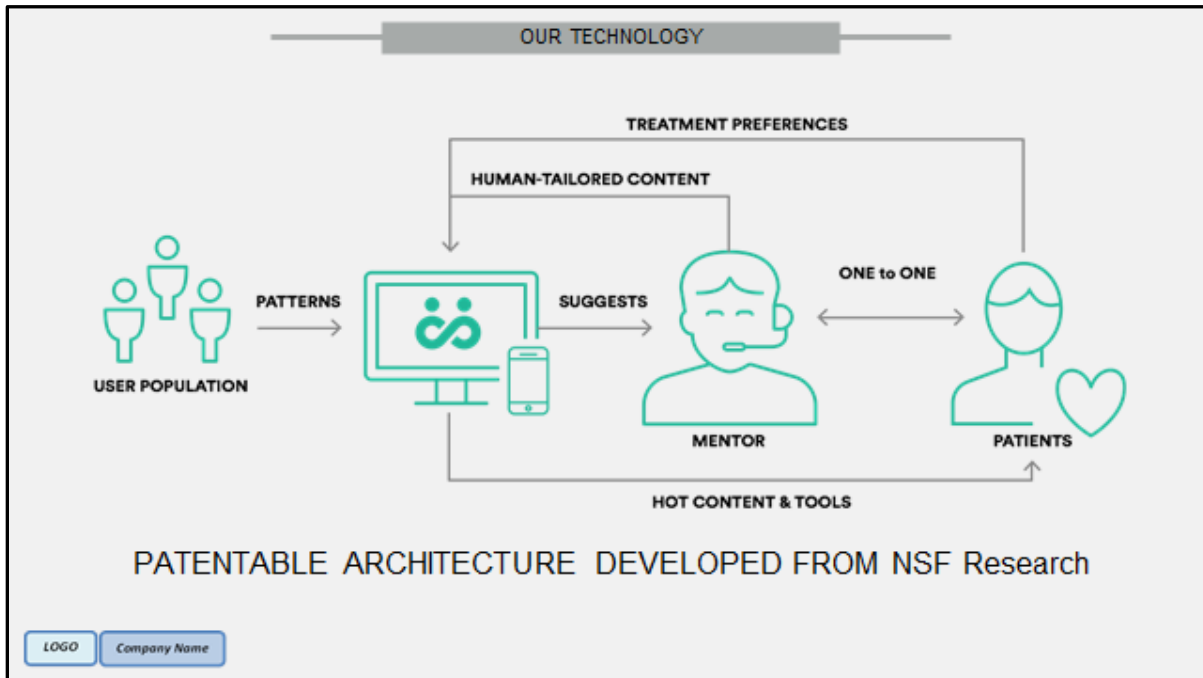 OUR TECHNOLOGY
TREATMENT PREFERENCES
HUMAN-TAILORED CONTENT
PATTERNS
SUGGESTS
ONE to ONE
USER POPULATION
MENTOR
PATIENTS
HOT CONTENT & TOOLS
PATENTABLE ARCHITECTURE DEVELOPED FROM NSF Research
LOGO
Company Name